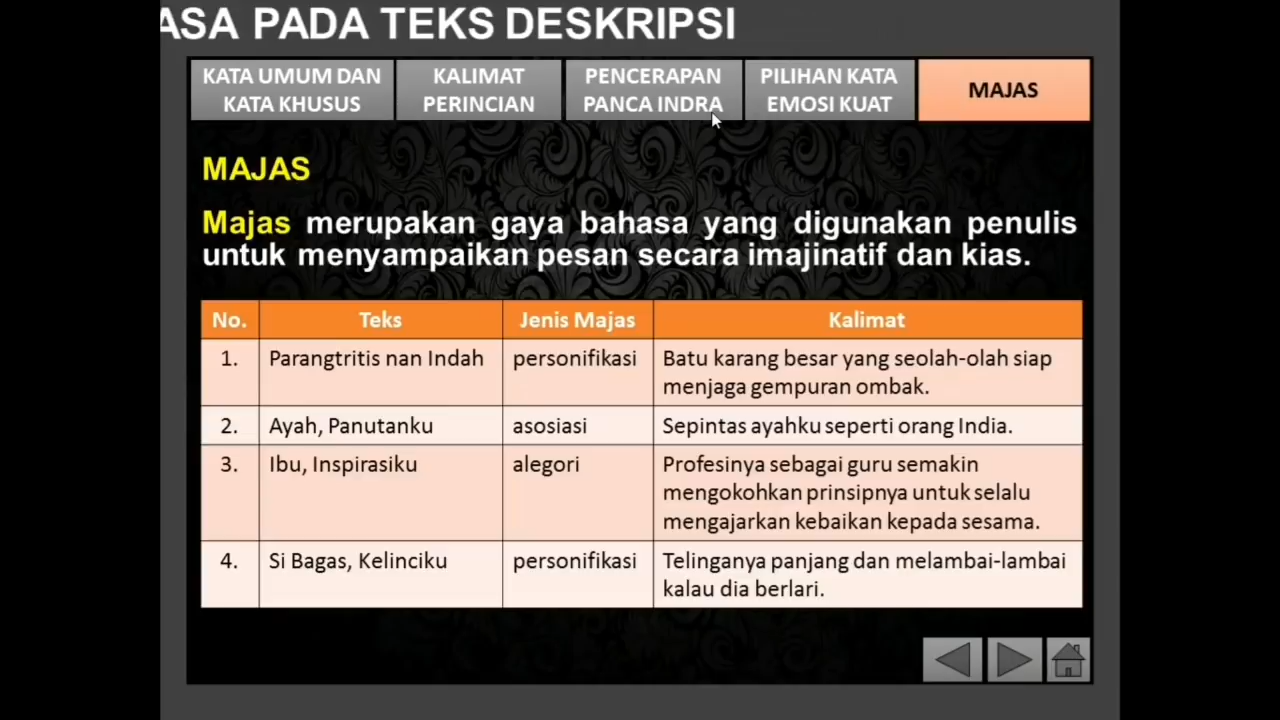 ASA PADA TEKS DESKRIPSI
KATA UMUM DAN
KATA KHUSUS
KALIMAT
PERINCIAN
PENCERAPAN
PANCA INDRA
PILIHAN KATA
EMOSI KUAT
MAJAS
MAJAS
Majas merupakan gaya bahasa yang digunakan penulis
untuk menyampaikan pesan secara imajinatif dan kias.
No. Teks Jenis Majas Kalimat
1. Parangtritis nan Indah personifikasi Batu karang besar yang seolah-olah siap
menjaga gempuran ombak.
2. Ayah, Panutanku asosiasi Sepintas ayahku seperti orang India.
3. Ibu, Inspirasiku alegori Profesinya sebagai guru semakin
mengokohkan prinsipnya untuk selalu
mengajarkan kebaikan kepada sesama.
4. Si Bagas, Kelinciku personifikasi Telinganya panjang dan melambai-lambai
kalau dia berlari.